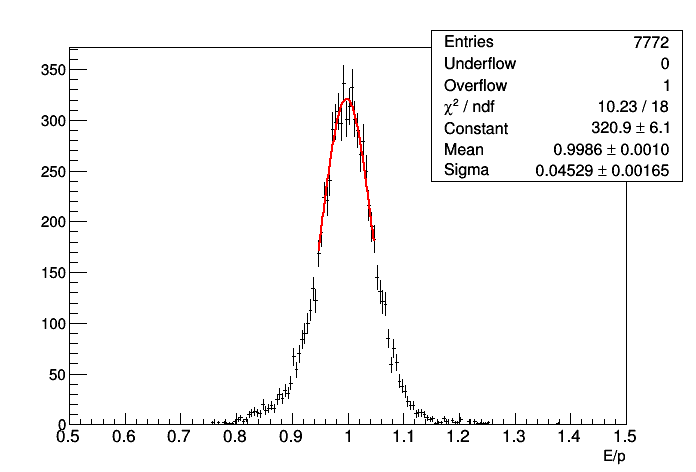 Entries 7772
Underflow 0
Overflow 1
χ² / ndf 10.23 / 18
Constant 320.9 ± 6.1
Mean 0.9986 ± 0.0010
Sigma 0.04529 ± 0.00165
350
300
250
200
150
100
50
0
0.5 0.6 0.7 0.8 0.9 1 1.1 1.2 1.3 1.4 1.5
E/p